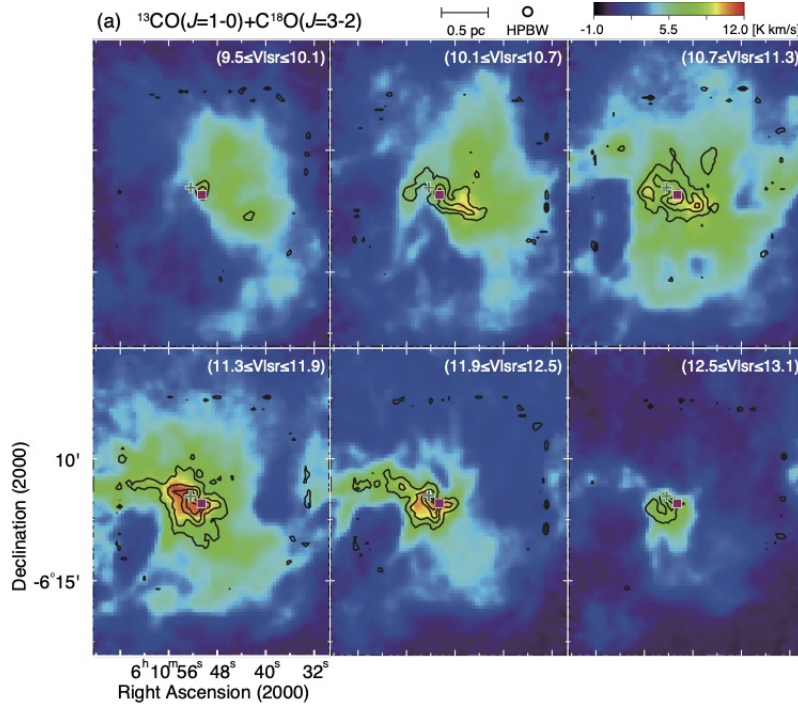 (a) ¹³CO(J=1-0)+C¹⁸O(J=3-2)
0.5 pc
HPBW
-1.0 5.5 12.0 [K km/s]
(9.5≤Vlsr≤10.1)
(10.1≤Vlsr≤10.7)
(10.7≤Vlsr≤11.3)
(11.3≤Vlsr≤11.9)
(11.9≤Vlsr≤12.5)
(12.5≤Vlsr≤13.1)
Declination (2000)
10'
-6°15'
6ʰ 10ᵐ 56ˢ 48ˢ 40ˢ 32ˢ
Right Ascension (2000)